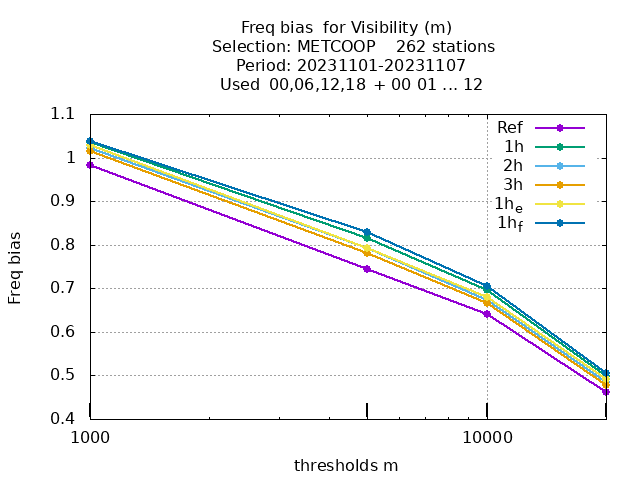 Freq bias  for Visibility (m)
Selection: METCOOP    262 stations
Period: 20231101-20231107
Used  00,06,12,18  + 00 01 ... 12
1.1
1
0.9
0.8
0.7
0.6
0.5
0.4
Freq bias
Ref
1h
2h
3h
1he
1hf
1000
10000
thresholds m